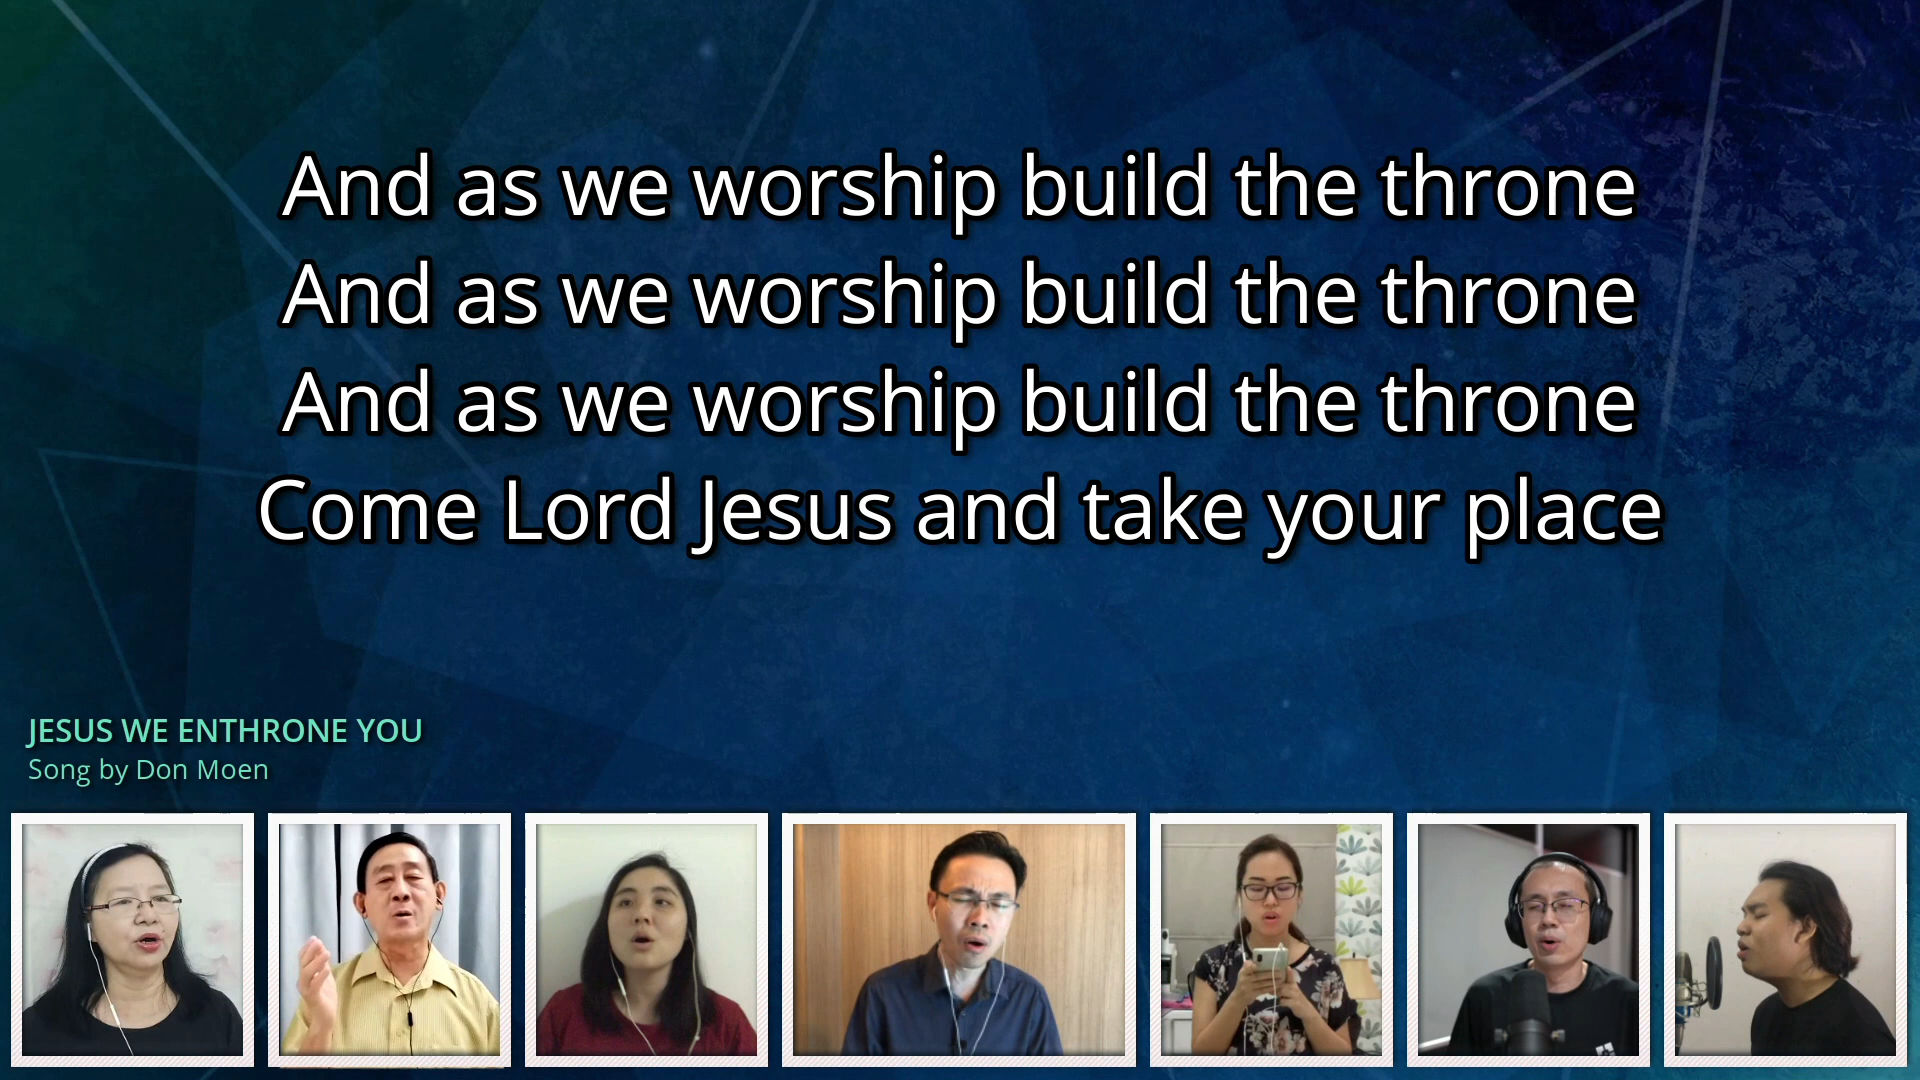 And as we worship build the throne
And as we worship build the throne
And as we worship build the throne
Come Lord Jesus and take your place
JESUS WE ENTHRONE YOU
Song by Don Moen